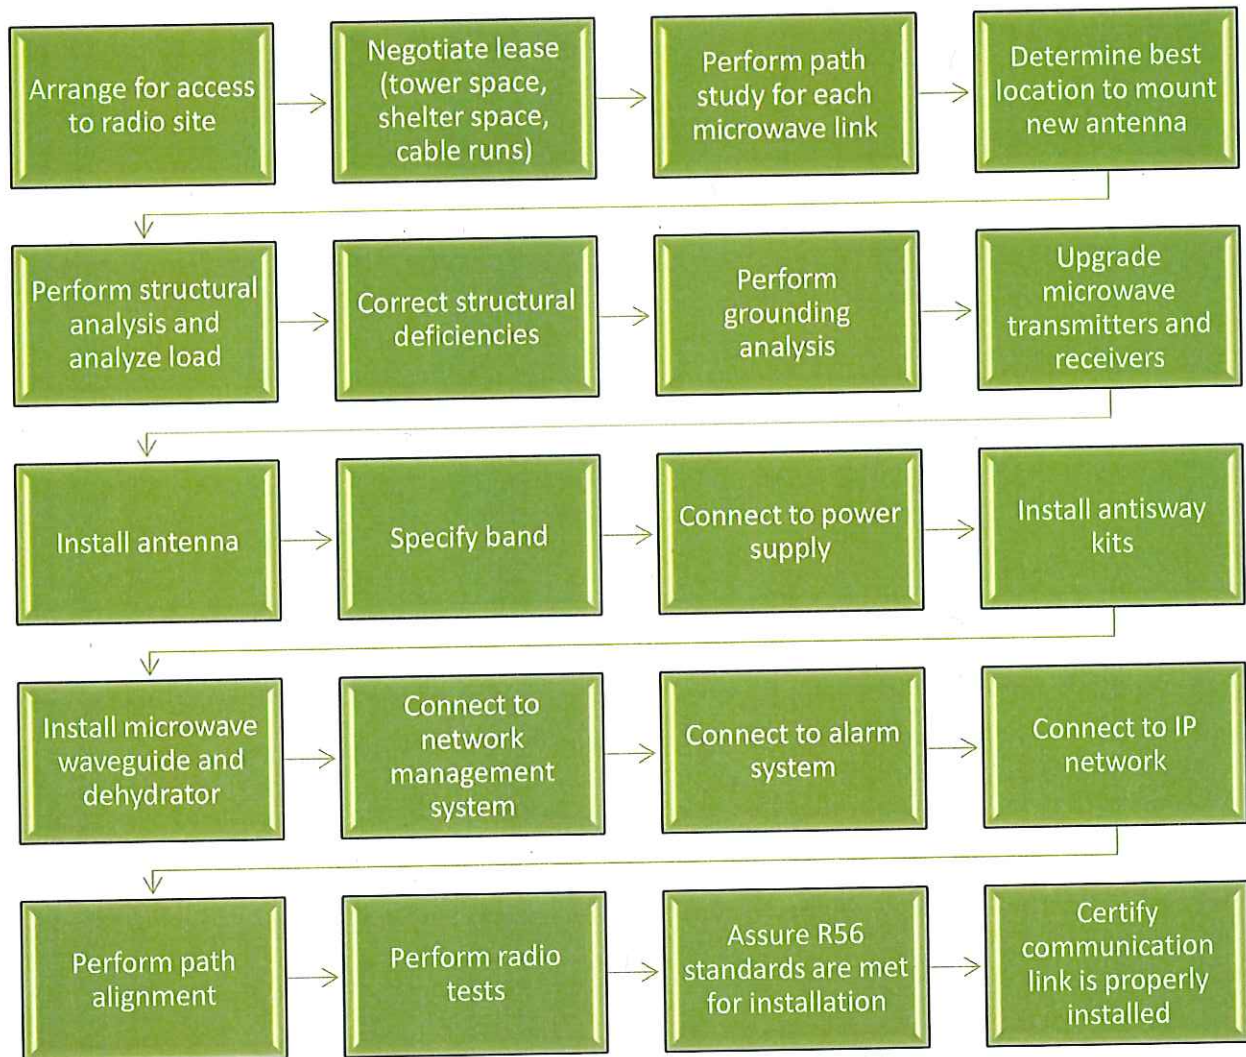 Arrange for access
to radio site
Negotiate lease
(tower space,
shelter space,
cable runs)
Perform path
study for each
microwave link
Determine best
location to mount
new antenna
Perform structural
analysis and
analyze load
Correct structural
deficiencies
Perform
grounding
analysis
Upgrade
microwave
transmitters and
receivers
Install antenna
Specify band
Connect to power
supply
Install antisway
kits
Install microwave
waveguide and
dehydrator
Connect to
network
management
system
Connect to alarm
system
Connect to IP
network
Perform path
alignment
Perform radio
tests
Assure R56
standards are met
for installation
Certify
communication
link is properly
installed